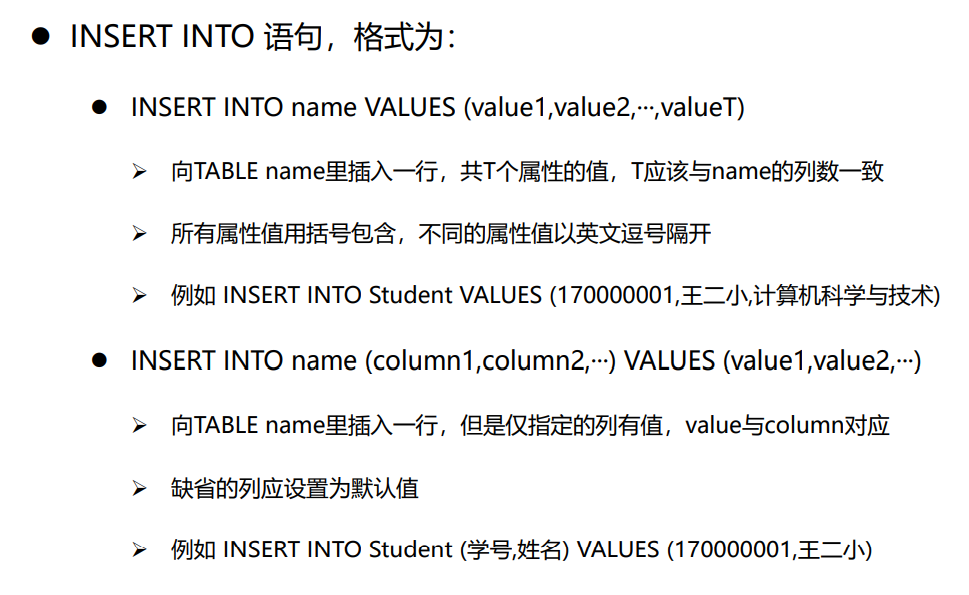 ● INSERT INTO 语句，格式为：
● INSERT INTO name VALUES (value1,value2,···,valueT)
➢ 向TABLE name里插入一行，共T个属性的值，T应该与name的列数一致
➢ 所有属性值用括号包含，不同的属性值以英文逗号隔开
➢ 例如 INSERT INTO Student VALUES (170000001,王二小,计算机科学与技术)
● INSERT INTO name (column1,column2,···) VALUES (value1,value2,···)
➢ 向TABLE name里插入一行，但是仅指定的列有值，value与column对应
➢ 缺省的列应设置为默认值
➢ 例如 INSERT INTO Student (学号,姓名) VALUES (170000001,王二小)